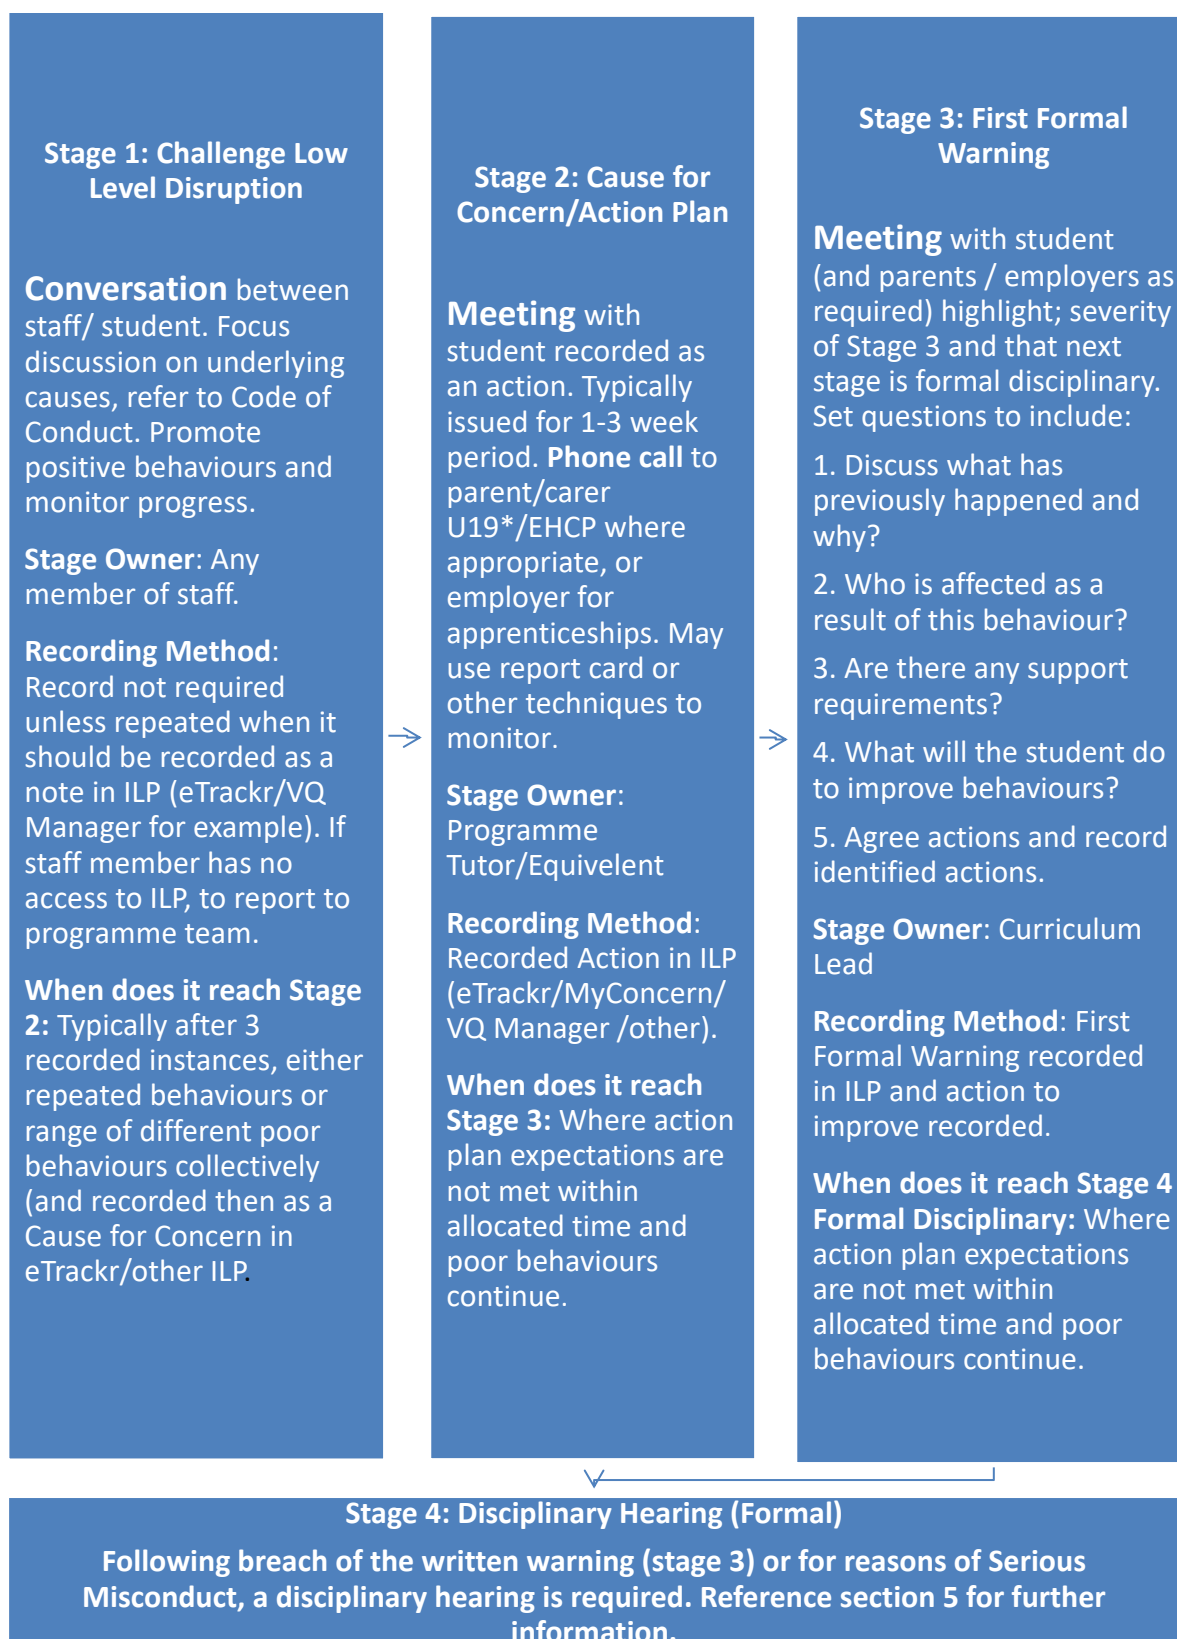 Stage 1: Challenge Low
Level Disruption
Conversation between
staff/ student. Focus
discussion on underlying
causes, refer to Code of
Conduct. Promote
positive behaviours and
monitor progress.
Stage Owner: Any
member of staff.
Recording Method:
Record not required
unless repeated when it
should be recorded as a
note in ILP (eTrackr/VQ
Manager for example). If
staff member has no
access to ILP, to report to
programme team.
When does it reach Stage
2: Typically after 3
recorded instances, either
repeated behaviours or
range of different poor
behaviours collectively
(and recorded then as a
Cause for Concern in
eTrackr/other ILP.
Stage 2: Cause for
Concern/Action Plan
Meeting with
student recorded as
an action. Typically
issued for 1-3 week
period. Phone call to
parent/carer
U19*/EHCP where
appropriate, or
employer for
apprenticeships. May
use report card or
other techniques to
monitor.
Stage Owner:
Programme
Tutor/Equivelent
Recording Method:
Recorded Action in ILP
(eTrackr/MyConcern/
VQ Manager /other).
When does it reach
Stage 3: Where action
plan expectations are
not met within
allocated time and
poor behaviours
continue.
Stage 3: First Formal
Warning
Meeting with student
(and parents / employers as
required) highlight; severity
of Stage 3 and that next
stage is formal disciplinary.
Set questions to include:
1. Discuss what has
previously happened and
why?
2. Who is affected as a
result of this behaviour?
3. Are there any support
requirements?
4. What will the student do
to improve behaviours?
5. Agree actions and record
identified actions.
Stage Owner: Curriculum
Lead
Recording Method: First
Formal Warning recorded
in ILP and action to
improve recorded.
When does it reach Stage 4
Formal Disciplinary: Where
action plan expectations
are not met within
allocated time and poor
behaviours continue.
Stage 4: Disciplinary Hearing (Formal)
Following breach of the written warning (stage 3) or for reasons of Serious
Misconduct, a disciplinary hearing is required. Reference section 5 for further
information.